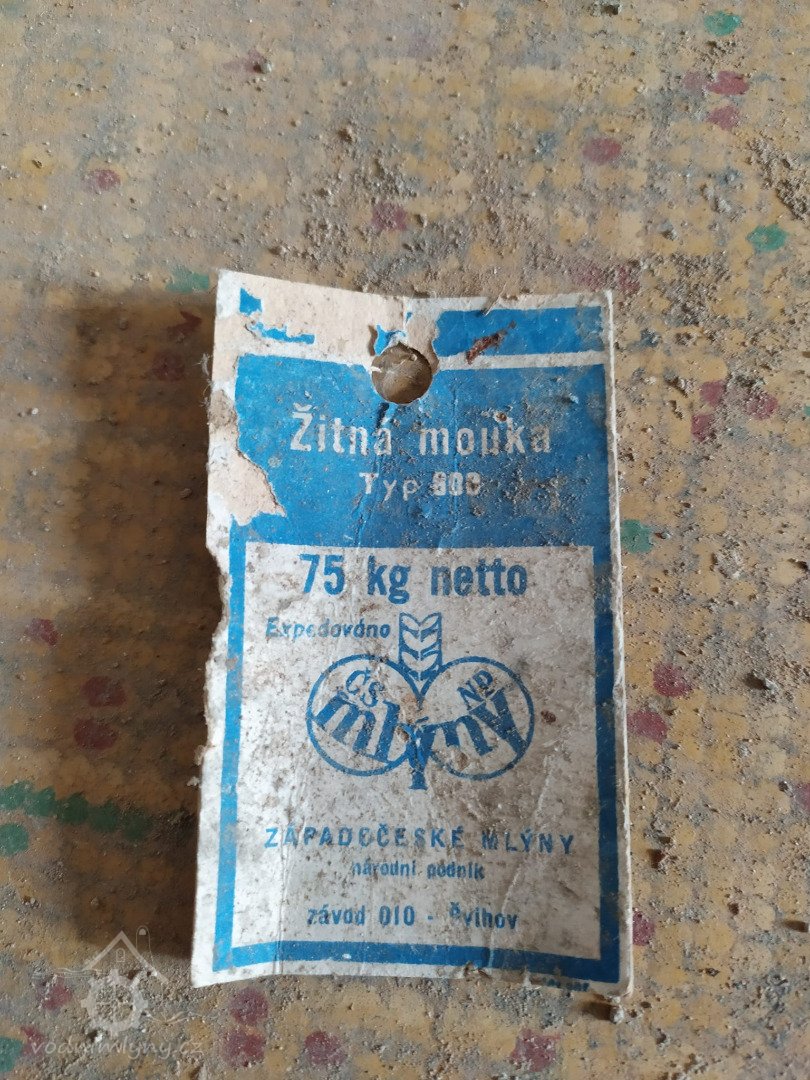 Žitná mouka
Typ
75 kg netto
Expedováno
ČS NP
mlýny
ZÁPADOČESKÉ MLÝNY
národní podnik
závod 010 - Švihov
vodnimlyny.cz